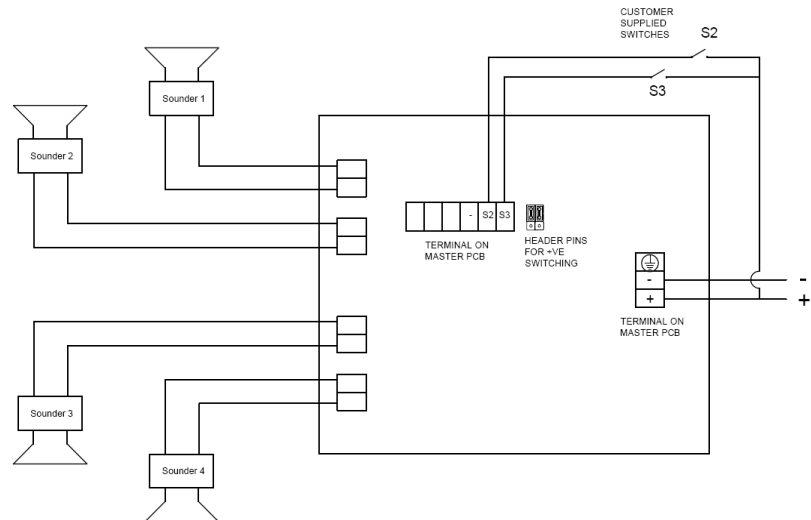 CUSTOMER
SUPPLIED
SWITCHES
S2
S3
Sounder 1
Sounder 2
- S2 S3
TERMINAL ON
MASTER PCB
HEADER PINS
FOR +VE
SWITCHING
-
+
-
+
TERMINAL ON
MASTER PCB
Sounder 3
Sounder 4